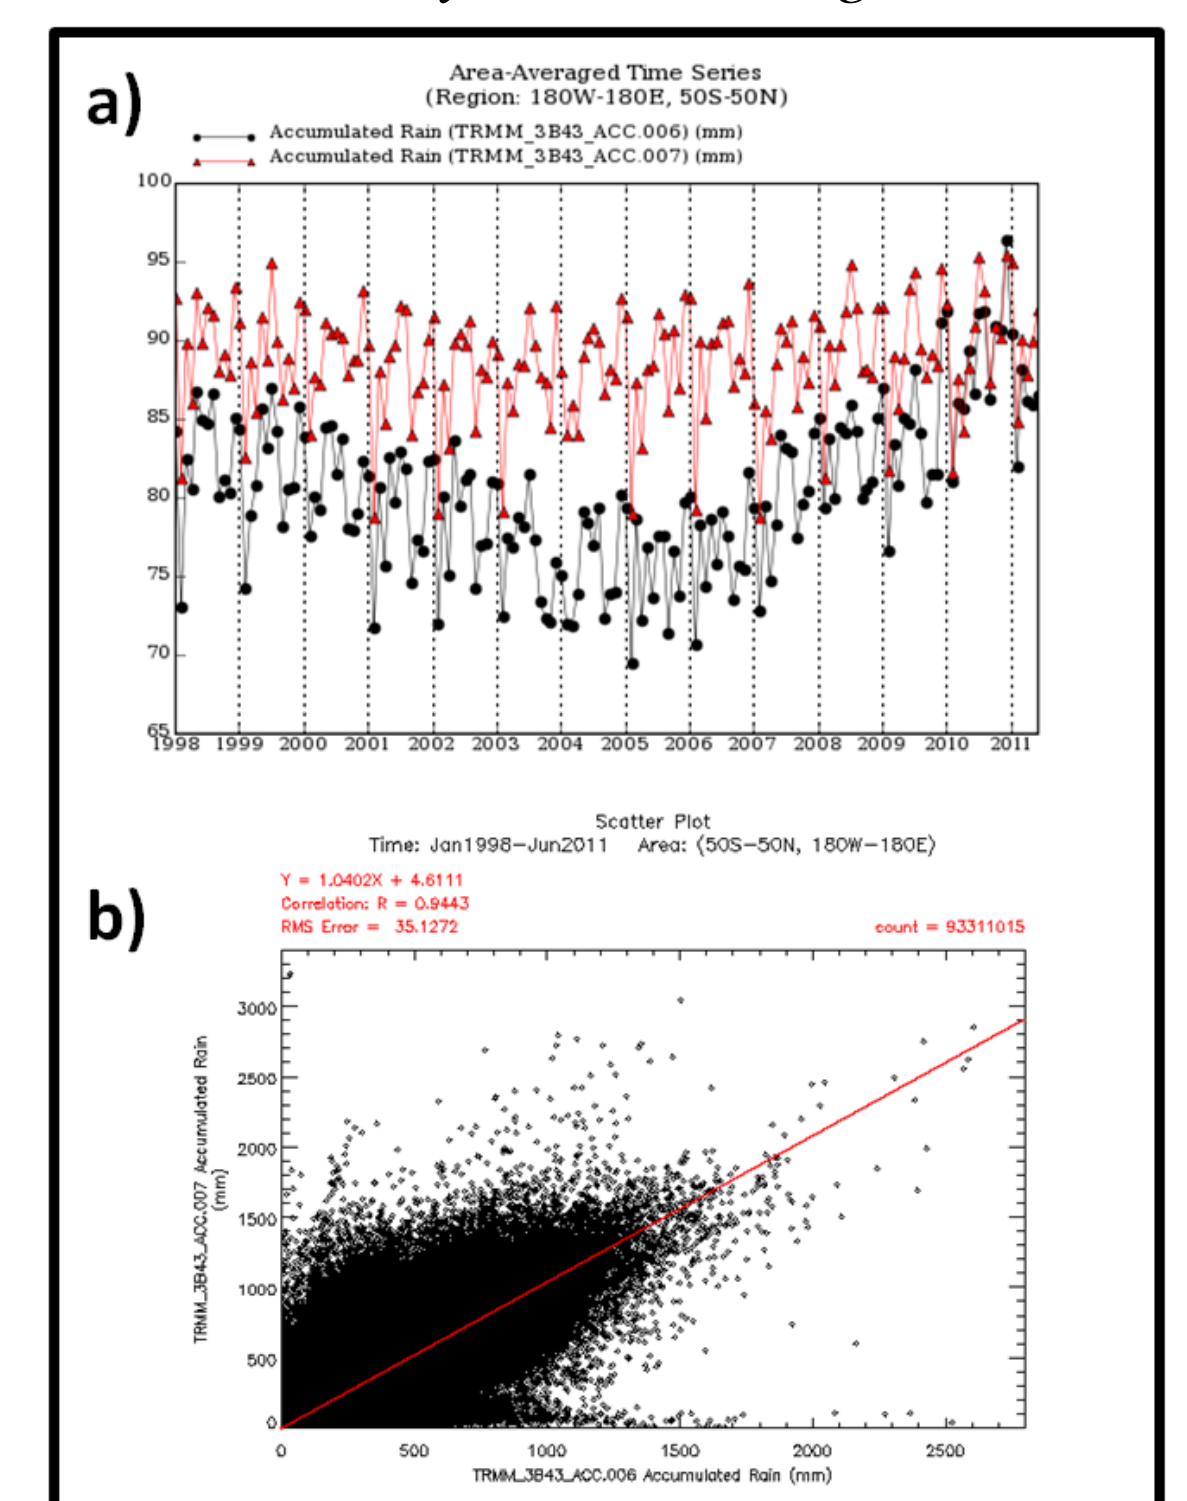 a)
Area-Averaged Time Series
(Region: 180W-180E, 50S-50N)
Accumulated Rain (TRMM_3B43_ACC.006) (mm)
Accumulated Rain (TRMM_3B43_ACC.007) (mm)
100
95
90
85
80
75
70
65
1998 1999 2000 2001 2002 2003 2004 2005 2006 2007 2008 2009 2010 2011
Scatter Plot
Time: Jan1998-Jun2011 Area: (50S-50N, 180W-180E)
b)
Y = 1.0402X + 4.6111
Correlation: R = 0.9443
RMS Error = 35.1272 count = 93311015
TRMM_3B43_ACC.007 Accumulated Rain
(mm)
3000
2500
2000
1500
1000
500
0
0 500 1000 1500 2000 2500
TRMM_3B43_ACC.006 Accumulated Rain (mm)